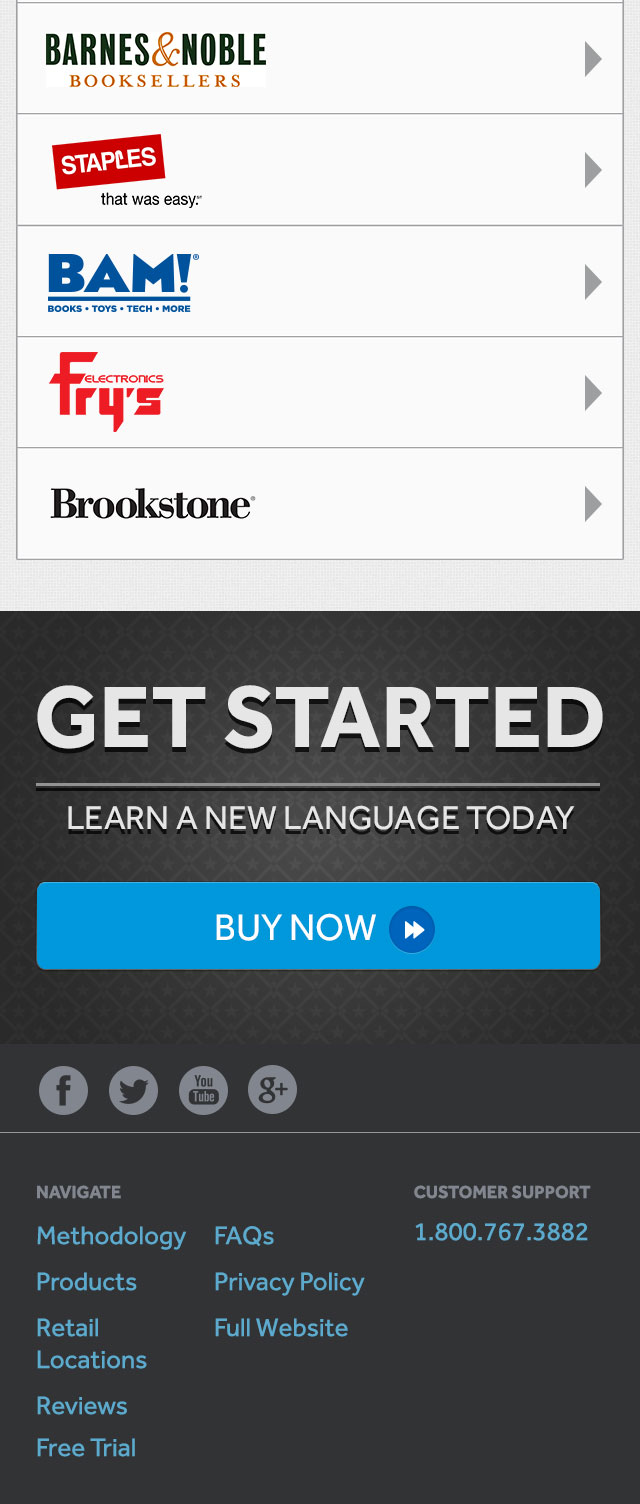 BARNES&NOBLE
BOOKSELLERS
STAPLES
that was easy.®
BAM!®
BOOKS • TOYS • TECH • MORE
Fry's
ELECTRONICS
Brookstone®
GET STARTED
LEARN A NEW LANGUAGE TODAY
BUY NOW
f
You
Tube
g+
NAVIGATE
Methodology
Products
Retail
Locations
Reviews
Free Trial
FAQs
Privacy Policy
Full Website
CUSTOMER SUPPORT
1.800.767.3882